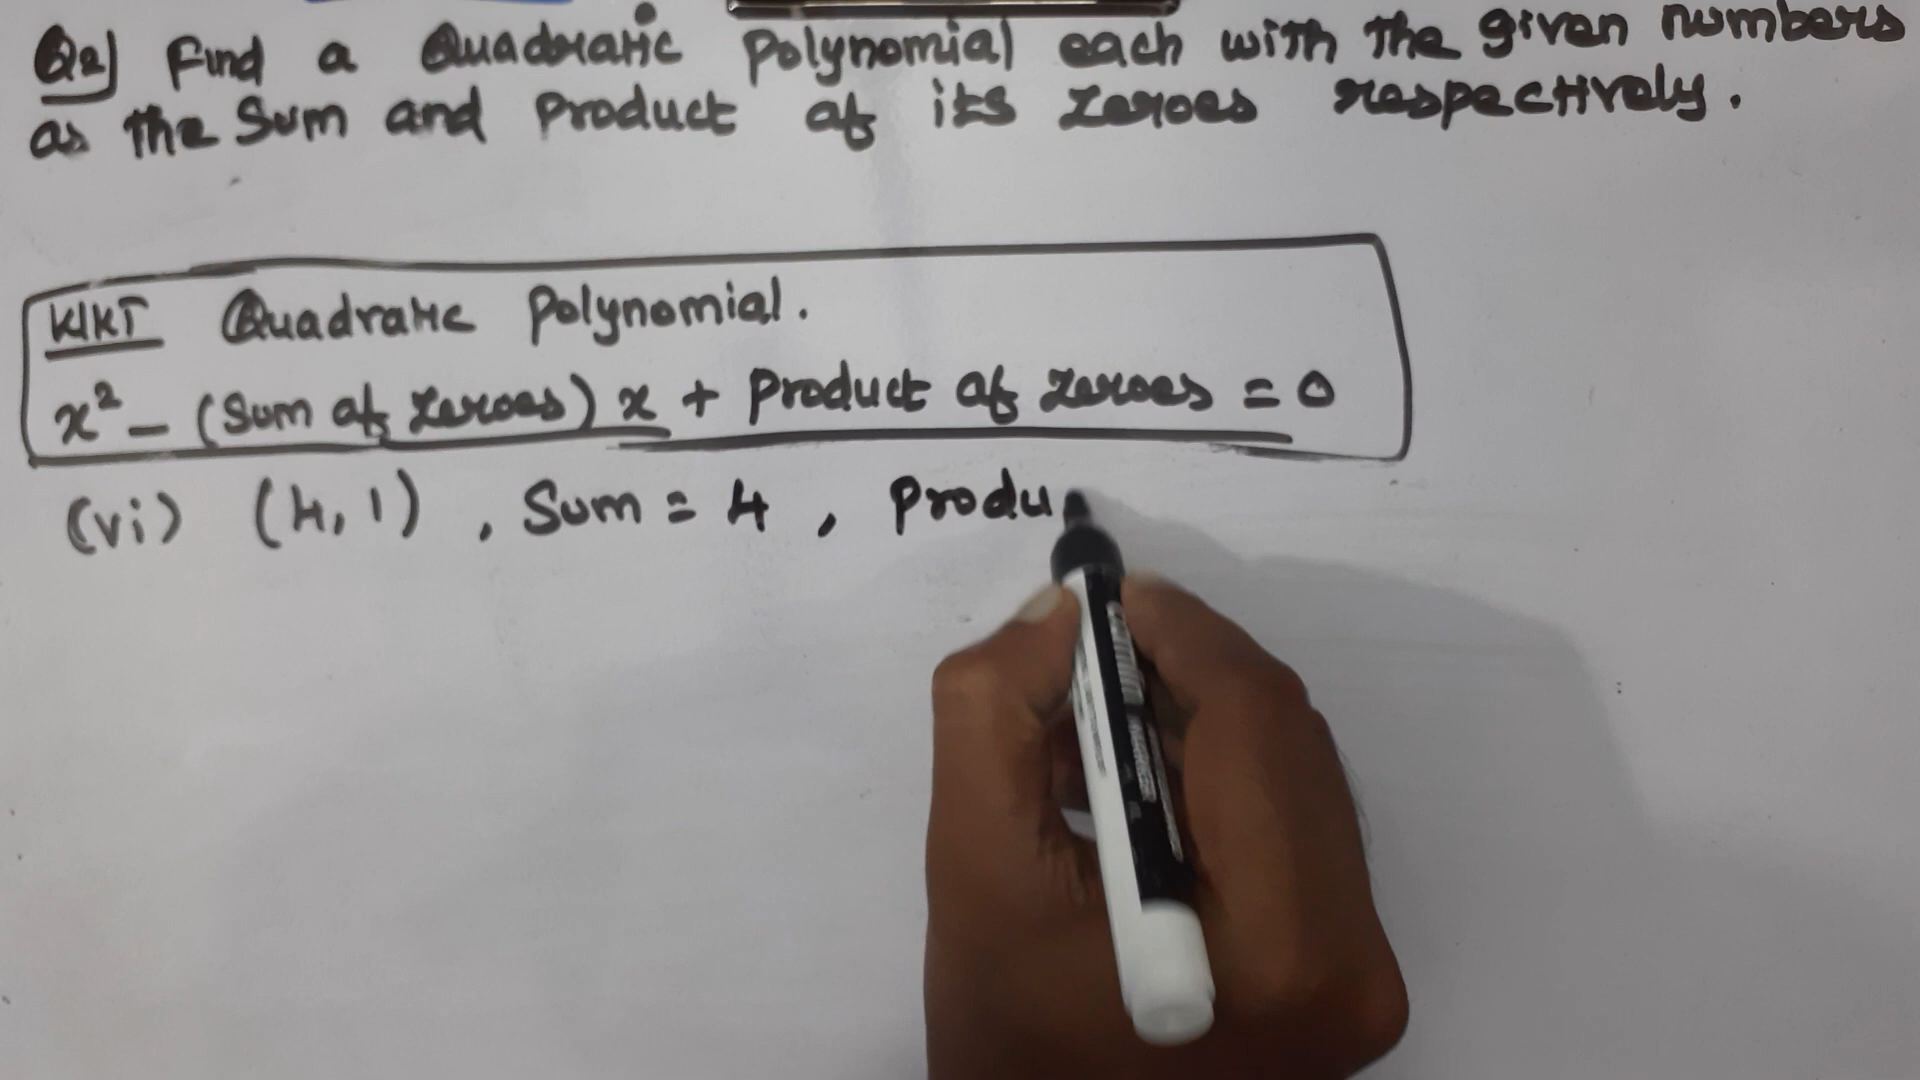 Q2) Find a Quadratic Polynomial each with the given numbers
as the Sum and Product of its zeroes respectively.
WKT Quadratic Polynomial.
x² - (Sum of zeroes) x + Product of zeroes = 0
(vi) (4, 1) , Sum = 4 , Produ